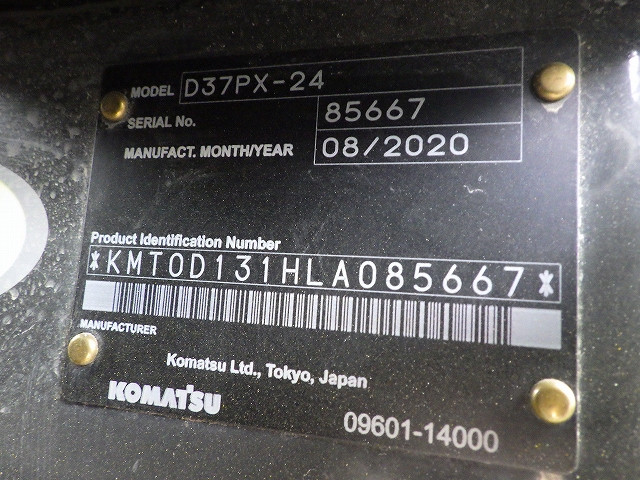 MODEL D37PX-24
SERIAL No. 85667
MANUFACT. MONTH/YEAR 08/2020
Product Identification Number
*KMT0D131HLA085667*
MANUFACTURER
Komatsu Ltd., Tokyo, Japan
KOMATSU
09601-14000